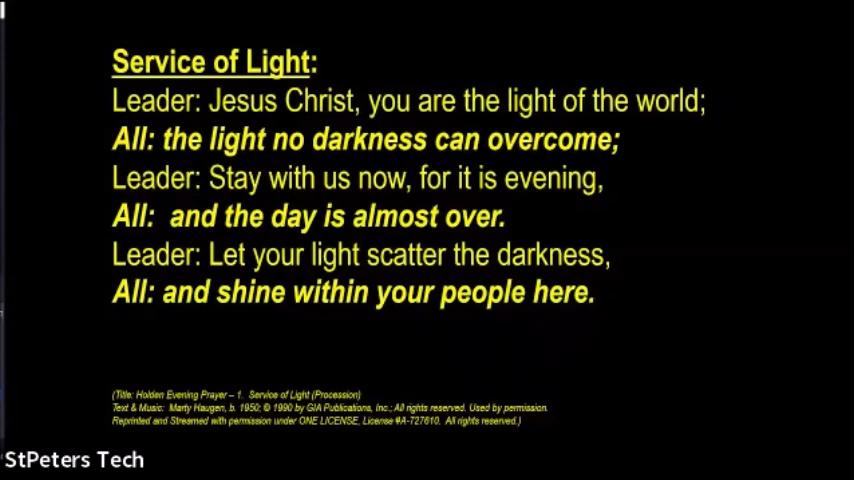 Service of Light:
Leader: Jesus Christ, you are the light of the world;
All: the light no darkness can overcome;
Leader: Stay with us now, for it is evening,
All:  and the day is almost over.
Leader: Let your light scatter the darkness,
All: and shine within your people here.
(Title: Holden Evening Prayer – 1.  Service of Light (Procession)
Text & Music:  Marty Haugen, b. 1950; © 1990 by GIA Publications, Inc.; All rights reserved. Used by permission.
Reprinted and Streamed with permission under ONE LICENSE, License #A-727610.  All rights reserved.)
StPeters Tech